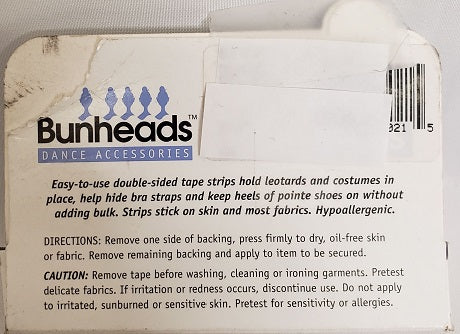 Bunheads™
DANCE ACCESSORIES
021 5
Easy-to-use double-sided tape strips hold leotards and costumes in
place, help hide bra straps and keep heels of pointe shoes on without
adding bulk. Strips stick on skin and most fabrics. Hypoallergenic.
DIRECTIONS: Remove one side of backing, press firmly to dry, oil-free skin
or fabric. Remove remaining backing and apply to item to be secured.
CAUTION: Remove tape before washing, cleaning or ironing garments. Pretest
delicate fabrics. If irritation or redness occurs, discontinue use. Do not apply
to irritated, sunburned or sensitive skin. Pretest for sensitivity or allergies.